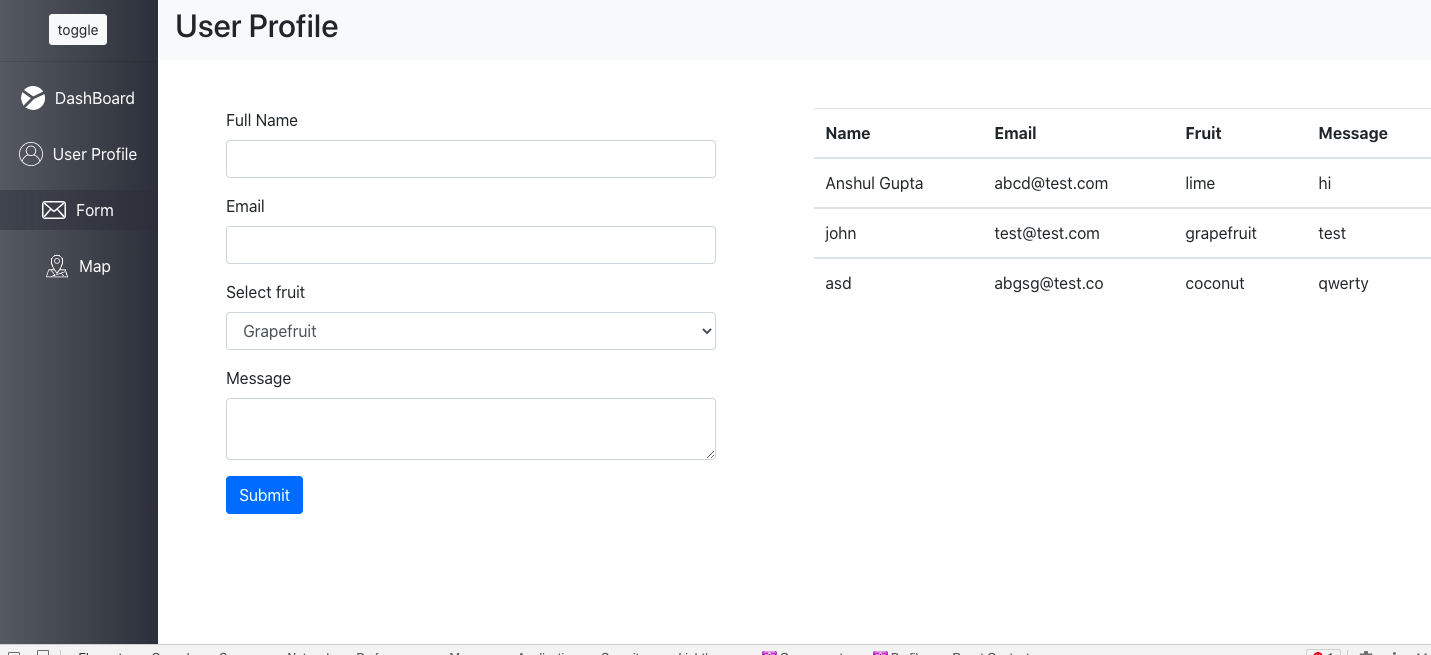 toggle
User Profile
DashBoard
User Profile
Form
Map
Full Name
Email
Select fruit
Grapefruit
Message
Submit
Name Email Fruit Message
Anshul Gupta abcd@test.com lime hi
john test@test.com grapefruit test
asd abgsg@test.co coconut qwerty